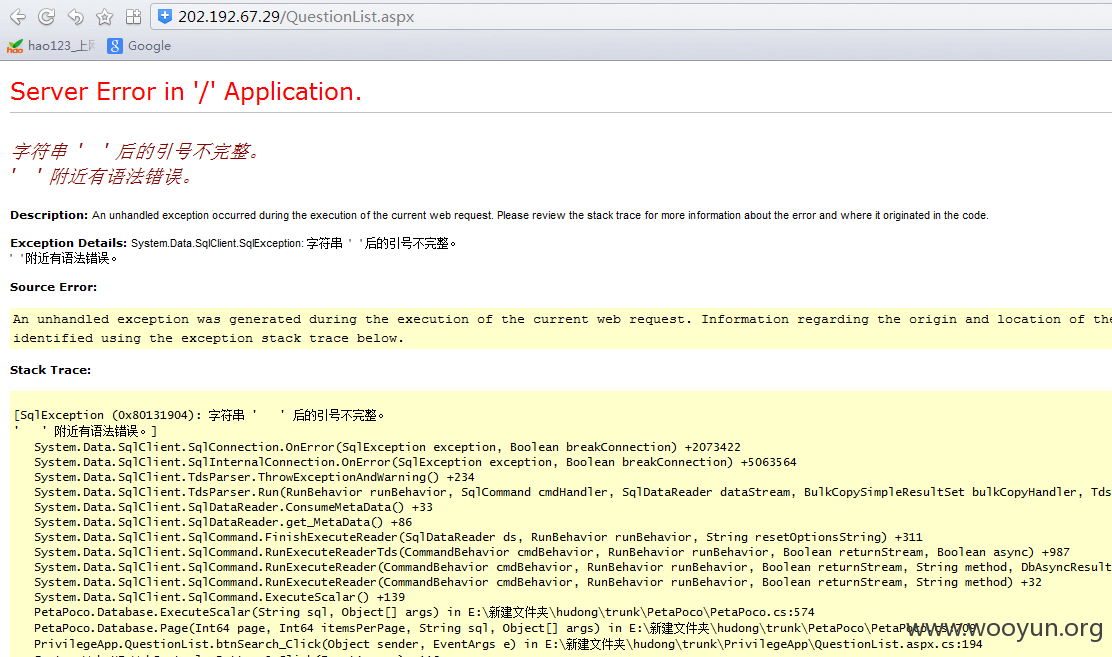 202.192.67.29/QuestionList.aspx
hao123_上网
Google
Server Error in '/' Application.
字符串 '  ' 后的引号不完整。
'  ' 附近有语法错误。
Description: An unhandled exception occurred during the execution of the current web request. Please review the stack trace for more information about the error and where it originated in the code.
Exception Details: System.Data.SqlClient.SqlException: 字符串 ' ' 后的引号不完整。
' ' 附近有语法错误。
Source Error:
An unhandled exception was generated during the execution of the current web request. Information regarding the origin and location of the
identified using the exception stack trace below.
Stack Trace:
[SqlException (0x80131904): 字符串 '   ' 后的引号不完整。
'   ' 附近有语法错误。]
System.Data.SqlClient.SqlConnection.OnError(SqlException exception, Boolean breakConnection) +2073422
System.Data.SqlClient.SqlInternalConnection.OnError(SqlException exception, Boolean breakConnection) +5063564
System.Data.SqlClient.TdsParser.ThrowExceptionAndWarning() +234
System.Data.SqlClient.TdsParser.Run(RunBehavior runBehavior, SqlCommand cmdHandler, SqlDataReader dataStream, BulkCopySimpleResultSet bulkCopyHandler, Tds
System.Data.SqlClient.SqlDataReader.ConsumeMetaData() +33
System.Data.SqlClient.SqlDataReader.get_MetaData() +86
System.Data.SqlClient.SqlCommand.FinishExecuteReader(SqlDataReader ds, RunBehavior runBehavior, String resetOptionsString) +311
System.Data.SqlClient.SqlCommand.RunExecuteReaderTds(CommandBehavior cmdBehavior, RunBehavior runBehavior, Boolean returnStream, Boolean async) +987
System.Data.SqlClient.SqlCommand.RunExecuteReader(CommandBehavior cmdBehavior, RunBehavior runBehavior, Boolean returnStream, String method, DbAsyncResult
System.Data.SqlClient.SqlCommand.RunExecuteReader(CommandBehavior cmdBehavior, RunBehavior runBehavior, Boolean returnStream, String method) +32
System.Data.SqlClient.SqlCommand.ExecuteScalar() +139
PetaPoco.Database.ExecuteScalar(String sql, Object[] args) in E:\新建文件夹\hudong\trunk\PetaPoco\PetaPoco.cs:574
PetaPoco.Database.Page(Int64 page, Int64 itemsPerPage, String sql, Object[] args) in E:\新建文件夹\hudong\trunk\PetaPoco\PetaPoco.cs:709
PrivilegeApp.QuestionList.btnSearch_Click(Object sender, EventArgs e) in E:\新建文件夹\hudong\trunk\PrivilegeApp\QuestionList.aspx.cs:194
www.wooyun.org